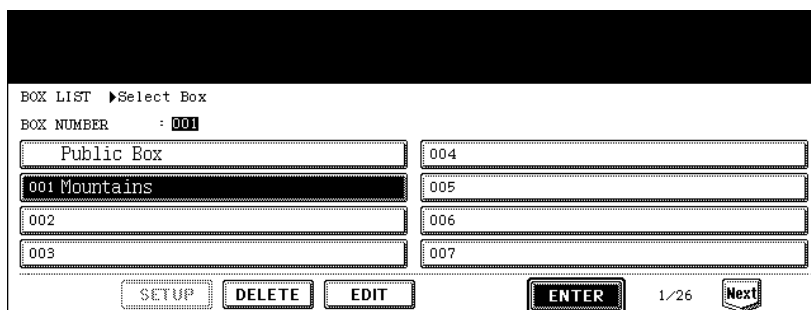 BOX LIST ▶Select Box
BOX NUMBER : 001
Public Box
004
001 Mountains
005
002
006
003
007
SETUP DELETE EDIT ENTER 1/26 Next